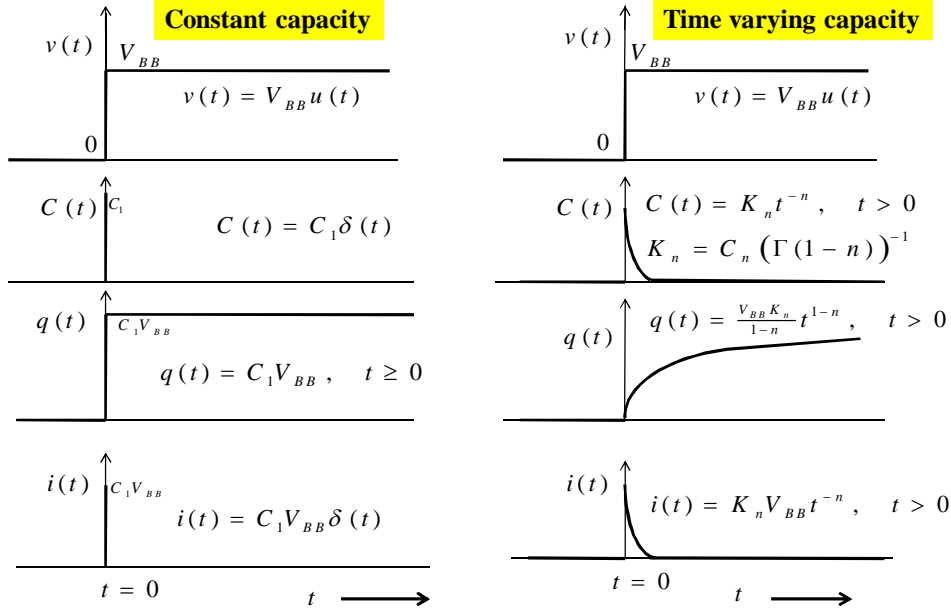 Constant capacity
v(t)
V_BB
v(t) = V_BB u(t)
0
C(t)
C_1
C(t) = C_1 δ(t)
q(t)
C_1 V_BB
q(t) = C_1 V_BB , t ≥ 0
i(t)
C_1 V_BB
i(t) = C_1 V_BB δ(t)
t = 0
t
Time varying capacity
v(t)
V_BB
v(t) = V_BB u(t)
0
C(t)
C(t) = K_n t^{-n} , t > 0
K_n = C_n (Γ(1 − n))^{-1}
q(t)
q(t) = \frac{V_BB K_n}{1-n} t^{1-n} , t > 0
i(t)
i(t) = K_n V_BB t^{-n} , t > 0
t = 0
t